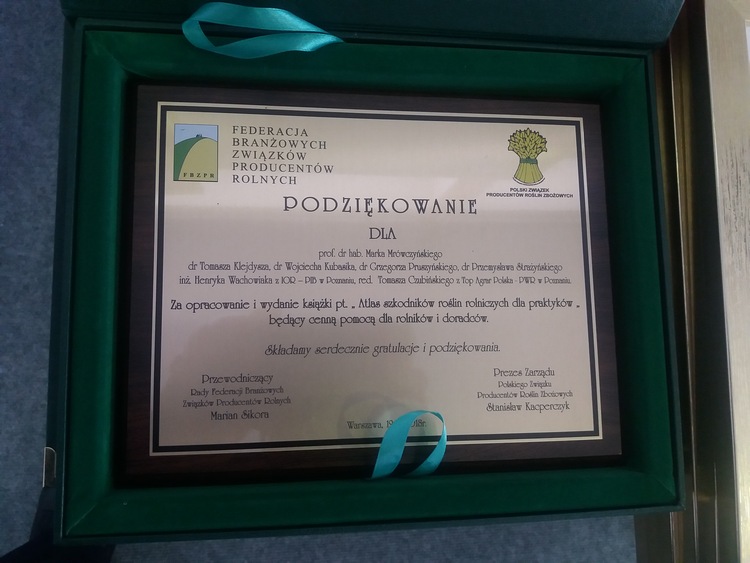 FEDERACJA
BRANŻOWYCH
ZWIĄZKÓW
PRODUCENTÓW
ROLNYCH
FBZPR
POLSKI ZWIĄZEK
PRODUCENTÓW ROŚLIN ZBOŻOWYCH
PODZIĘKOWANIE
DLA
prof. dr hab. Marka Mrówczyńskiego
dr Tomasza Klejdysza, dr Wojciecha Kubasika, dr Grzegorza Pruszyńskiego, dr Przemysława Strażyńskiego
inż. Henryka Wachowiaka z IOR – PIB w Poznaniu, red. Tomasza Czubińskiego z Top Agrar Polska - PWR w Poznaniu.
Za opracowanie i wydanie książki pt. „ Atlas szkodników roślin rolniczych dla praktyków „
będący cenną pomocą dla rolników i doradców.
Składamy serdecznie gratulacje i podziękowania.
Przewodniczący
Rady Federacji Branżowych
Związków Producentów Rolnych
Marian Sikora
Prezes Zarządu
Polskiego Związku
Producentów Roślin Zbożowych
Stanisław Kacperczyk
Warszawa,